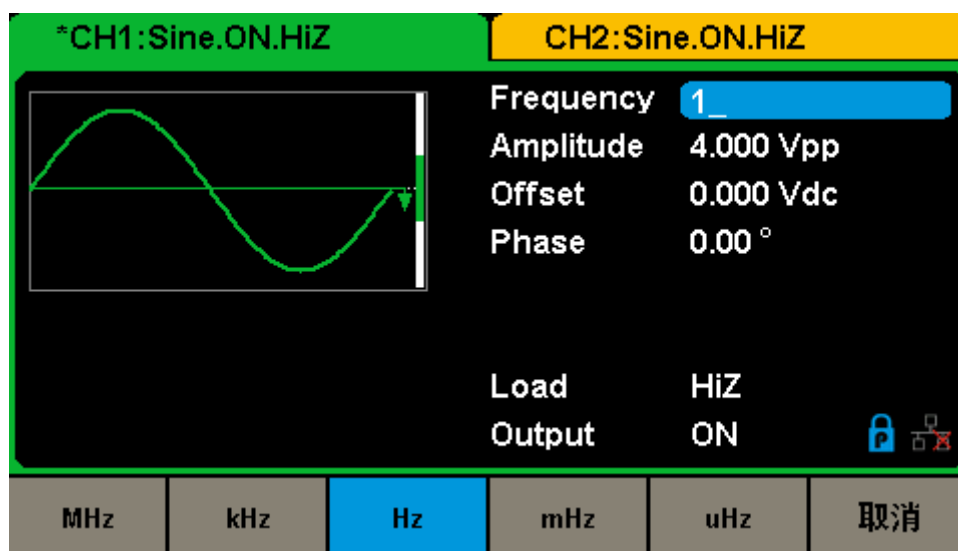 *CH1:Sine.ON.HiZ
CH2:Sine.ON.HiZ
Frequency 1_
Amplitude 4.000 Vpp
Offset 0.000 Vdc
Phase 0.00 °
Load HiZ
Output ON
MHz kHz Hz mHz uHz 取消